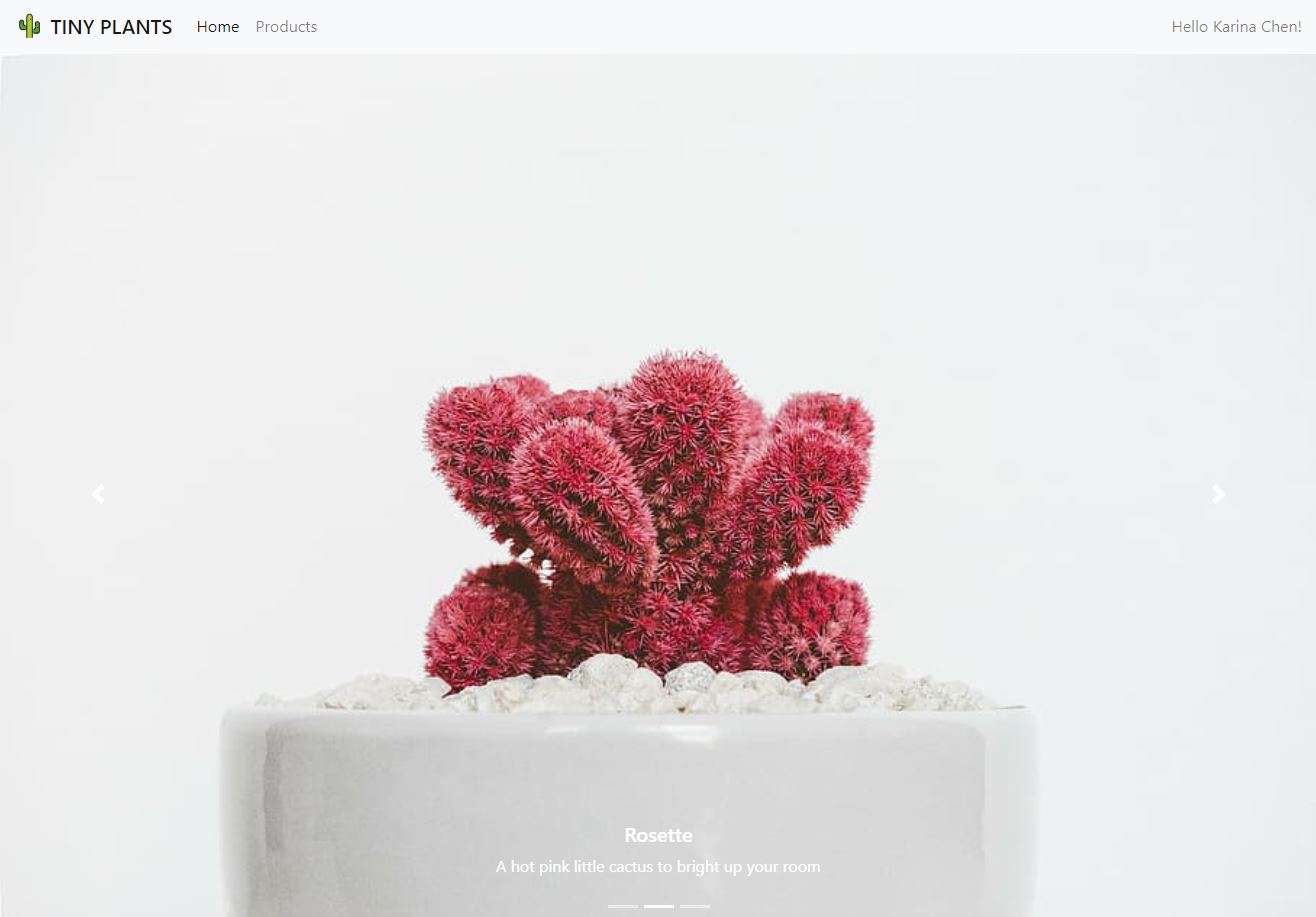 TINY PLANTS Home Products Hello Karina Chen!
Rosette
A hot pink little cactus to bright up your room